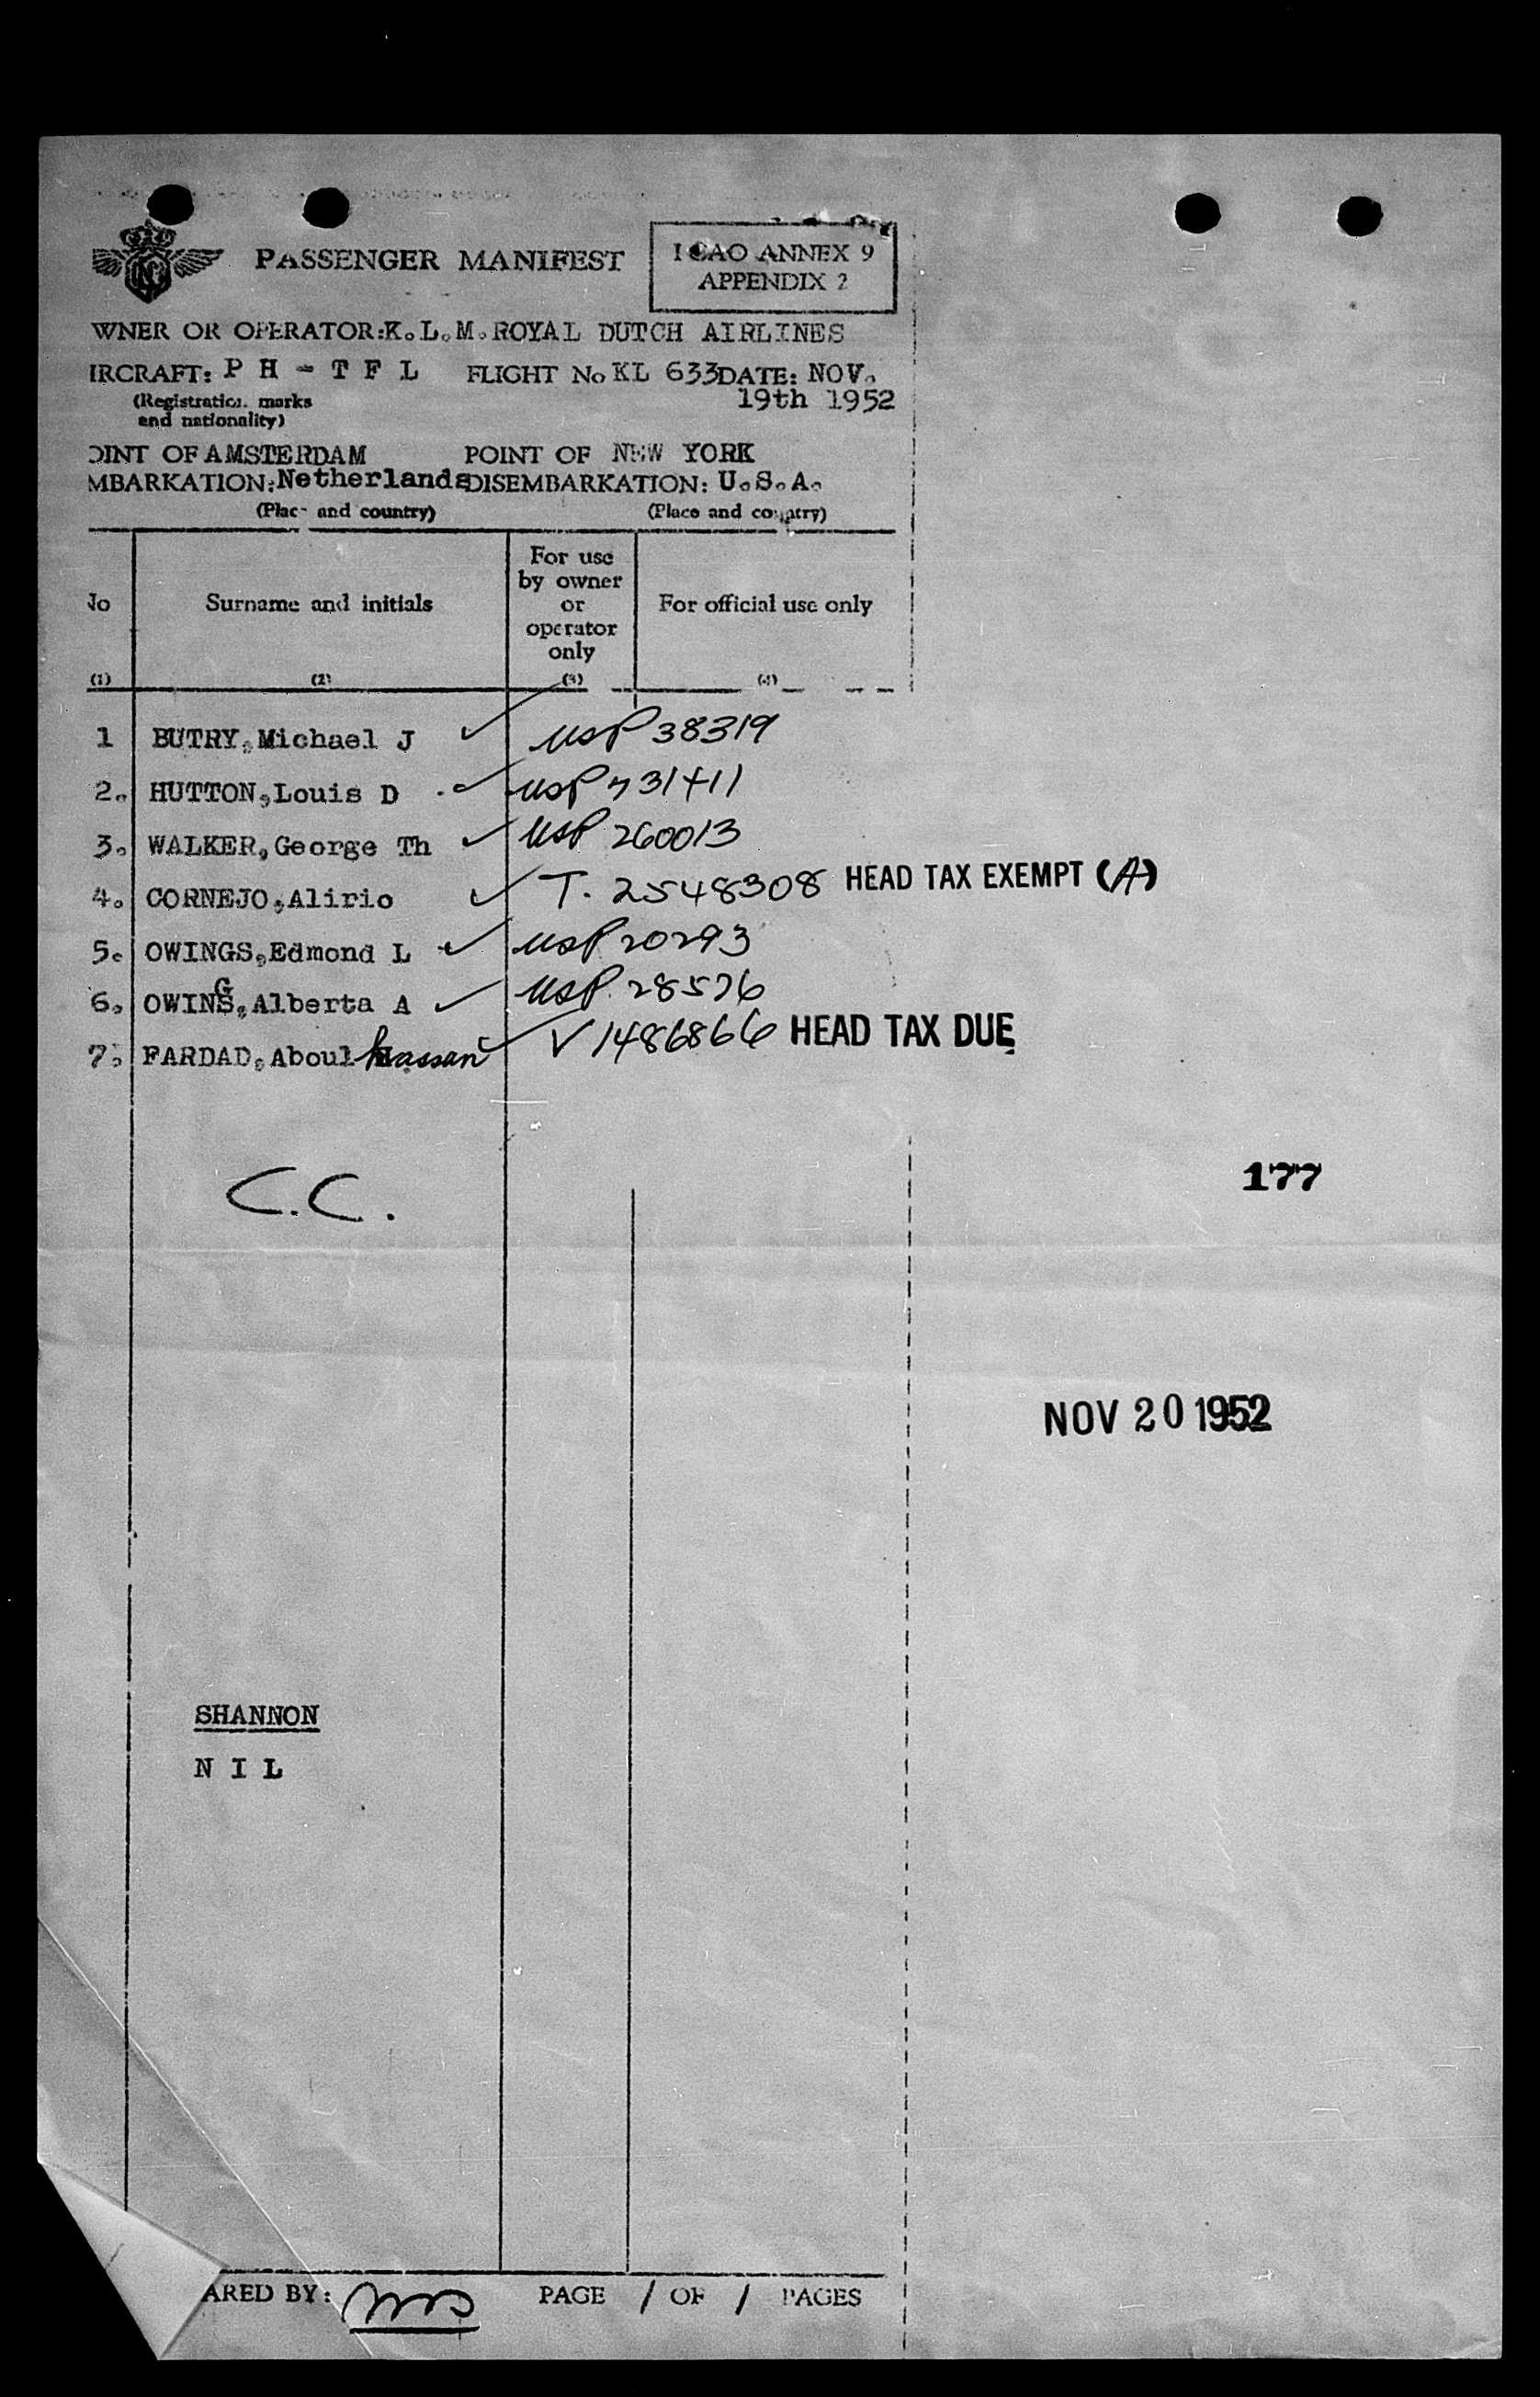 PASSENGER MANIFEST
ICAO ANNEX 9
APPENDIX 2
WNER OR OPERATOR: K.L.M. ROYAL DUTCH AIRLINES
IRCRAFT: P H - T F L FLIGHT No KL 633 DATE: NOV.
19th 1952
(Registration marks
and nationality)
OINT OF AMSTERDAM POINT OF NEW YORK
MBARKATION: Netherlands DISEMBARKATION: U.S.A.
(Place and country) (Place and country)
No Surname and initials For use by owner or operator only For official use only
(1) (2) (3) (4)
1 BUTRY, Michael J USP 38319
2. HUTTON, Louis D USP 731411
3. WALKER, George Th USP 260013
4. CORNEJO, Alirio T. 2548308 HEAD TAX EXEMPT (A)
5. OWINGS, Edmond L USP 20293
6. OWINGS, Alberta A USP 28576
7. FARDAD, Aboul Hassan V 1486866 HEAD TAX DUE
C.C.
177
NOV 20 1952
SHANNON
N I L
ARED BY: PAGE 1 OF 1 PAGES